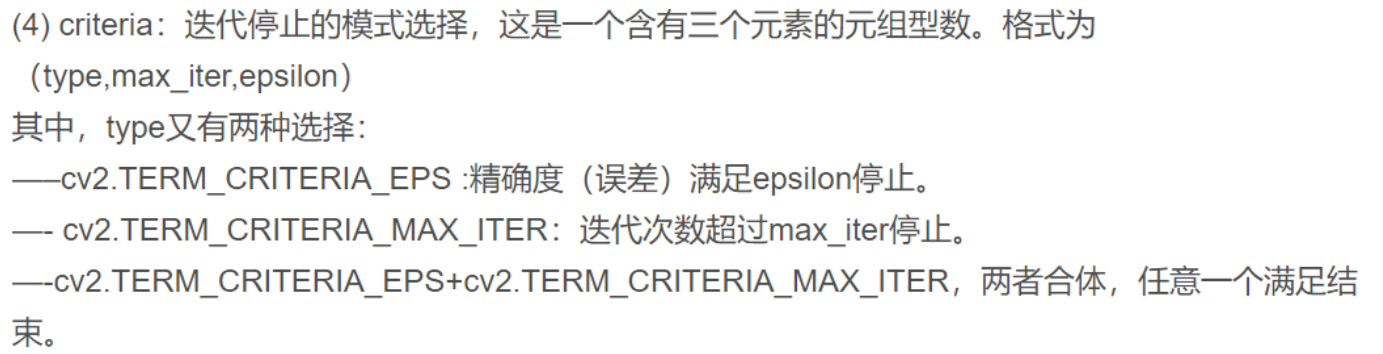 (4) criteria：迭代停止的模式选择，这是一个含有三个元素的元组型数。格式为
（type,max_iter,epsilon）
其中，type又有两种选择：
—–cv2.TERM_CRITERIA_EPS :精确度（误差）满足epsilon停止。
—- cv2.TERM_CRITERIA_MAX_ITER：迭代次数超过max_iter停止。
—-cv2.TERM_CRITERIA_EPS+cv2.TERM_CRITERIA_MAX_ITER，两者合体，任意一个满足结
束。